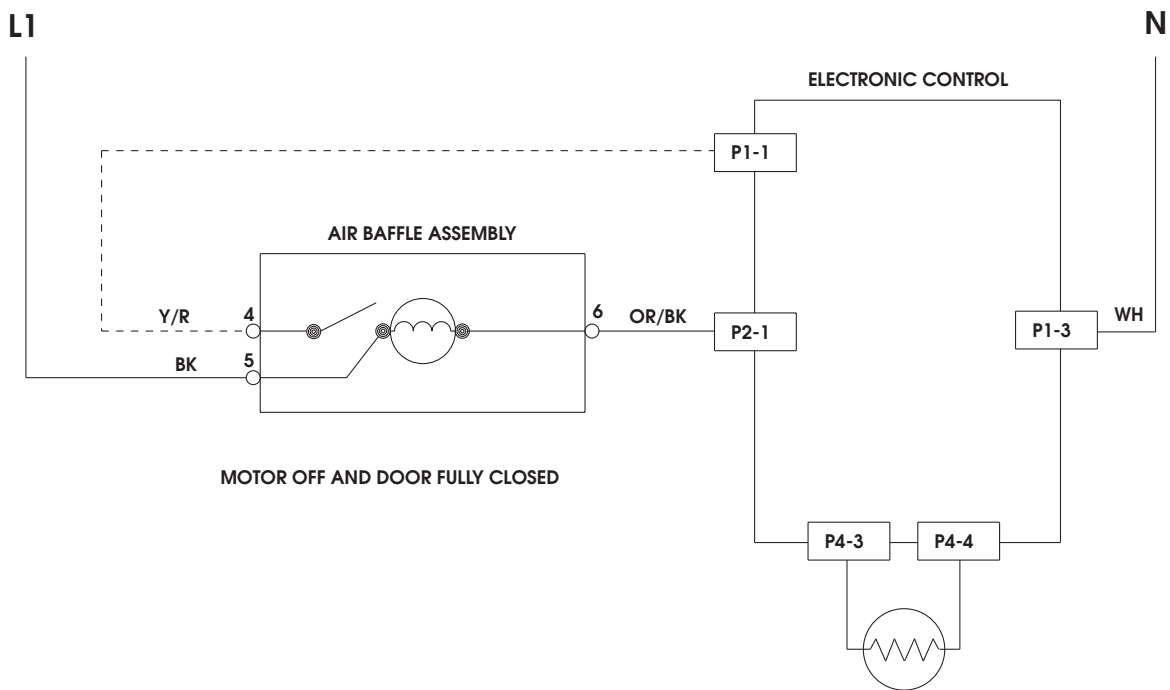 L1
N
ELECTRONIC CONTROL
P1-1
AIR BAFFLE ASSEMBLY
Y/R
4
6
OR/BK
P2-1
P1-3
WH
BK
5
MOTOR OFF AND DOOR FULLY CLOSED
P4-3
P4-4